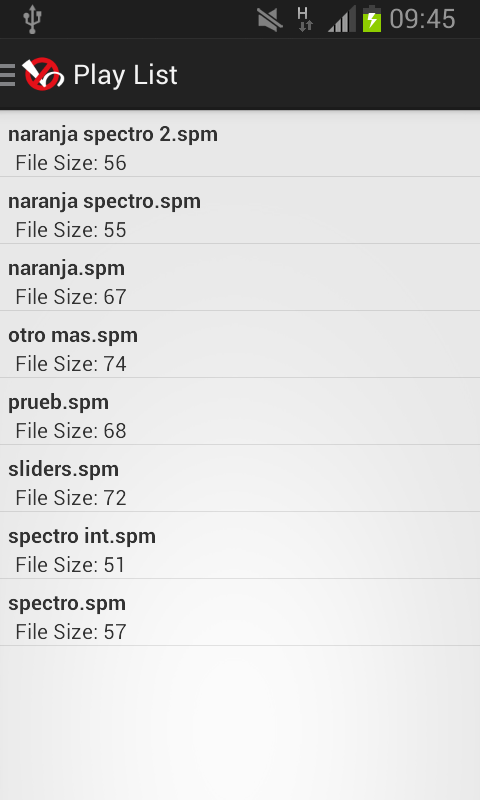 H
09:45
Play List
naranja spectro 2.spm
File Size: 56
naranja spectro.spm
File Size: 55
naranja.spm
File Size: 67
otro mas.spm
File Size: 74
prueb.spm
File Size: 68
sliders.spm
File Size: 72
spectro int.spm
File Size: 51
spectro.spm
File Size: 57